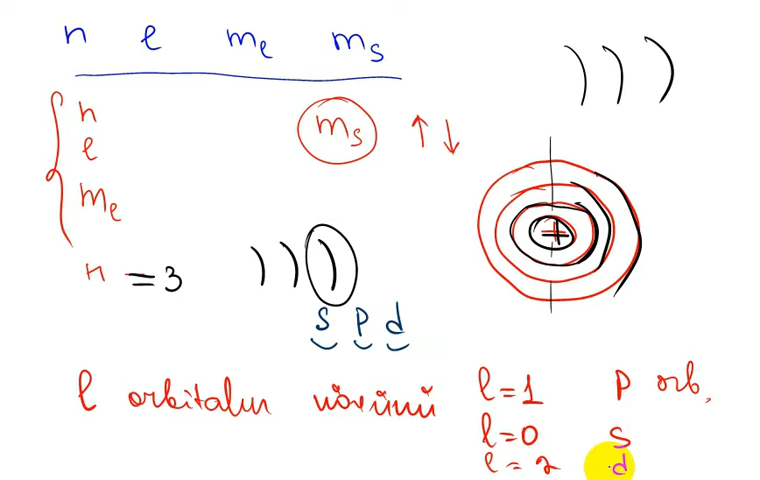 n l mₗ mₛ
n
l
mₗ
mₛ ↑↓
+
n = 3
s p d
l orbitalın növünü
l=1 p orb.
l=0 s
l=2 d